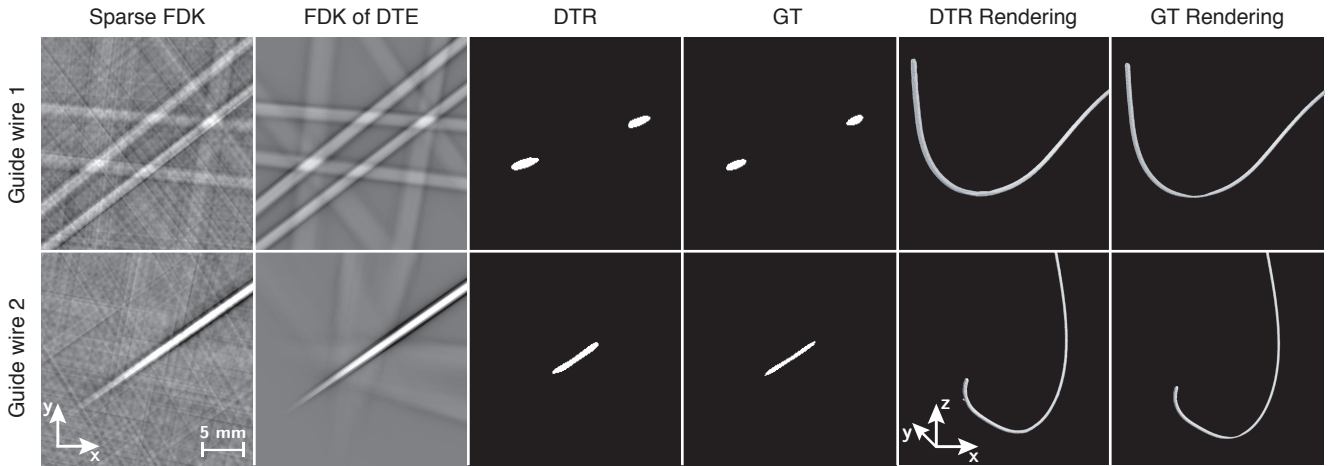 Sparse FDK
FDK of DTE
DTR
GT
DTR Rendering
GT Rendering
Guide wire 1
Guide wire 2
y
x
5 mm
z
y
x